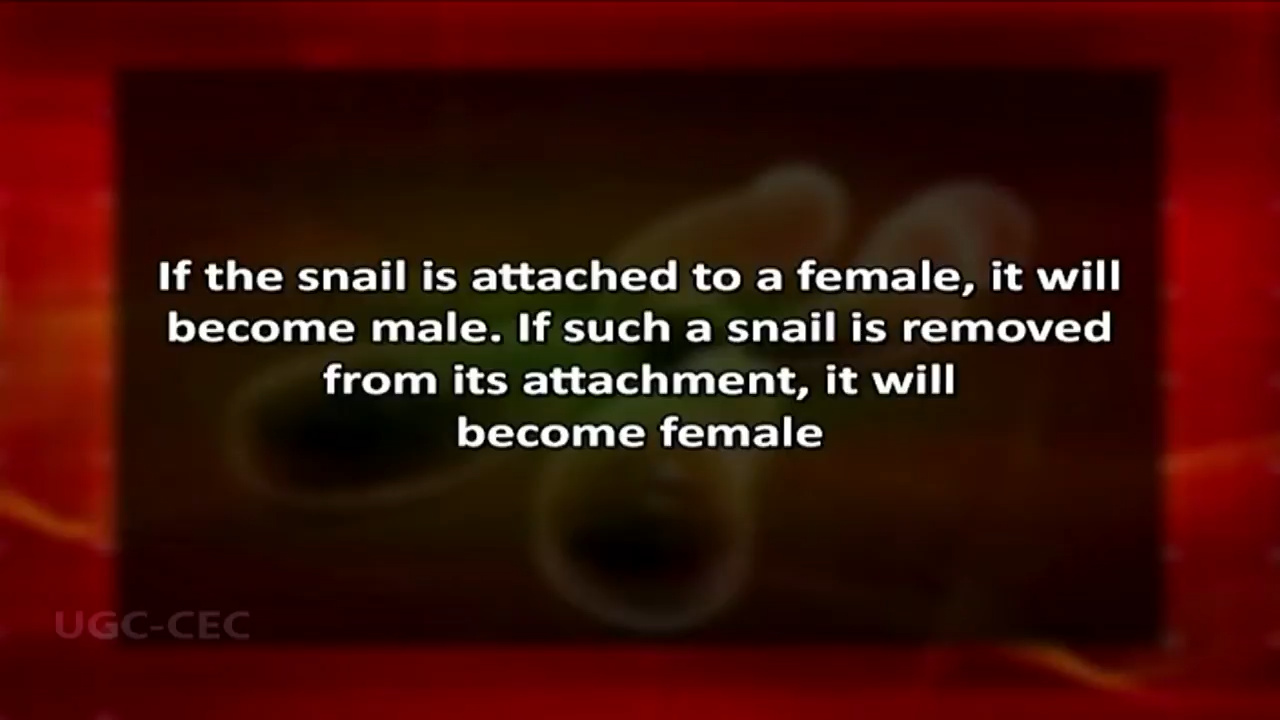 If the snail is attached to a female, it will
become male. If such a snail is removed
from its attachment, it will
become female
UGC-CEC